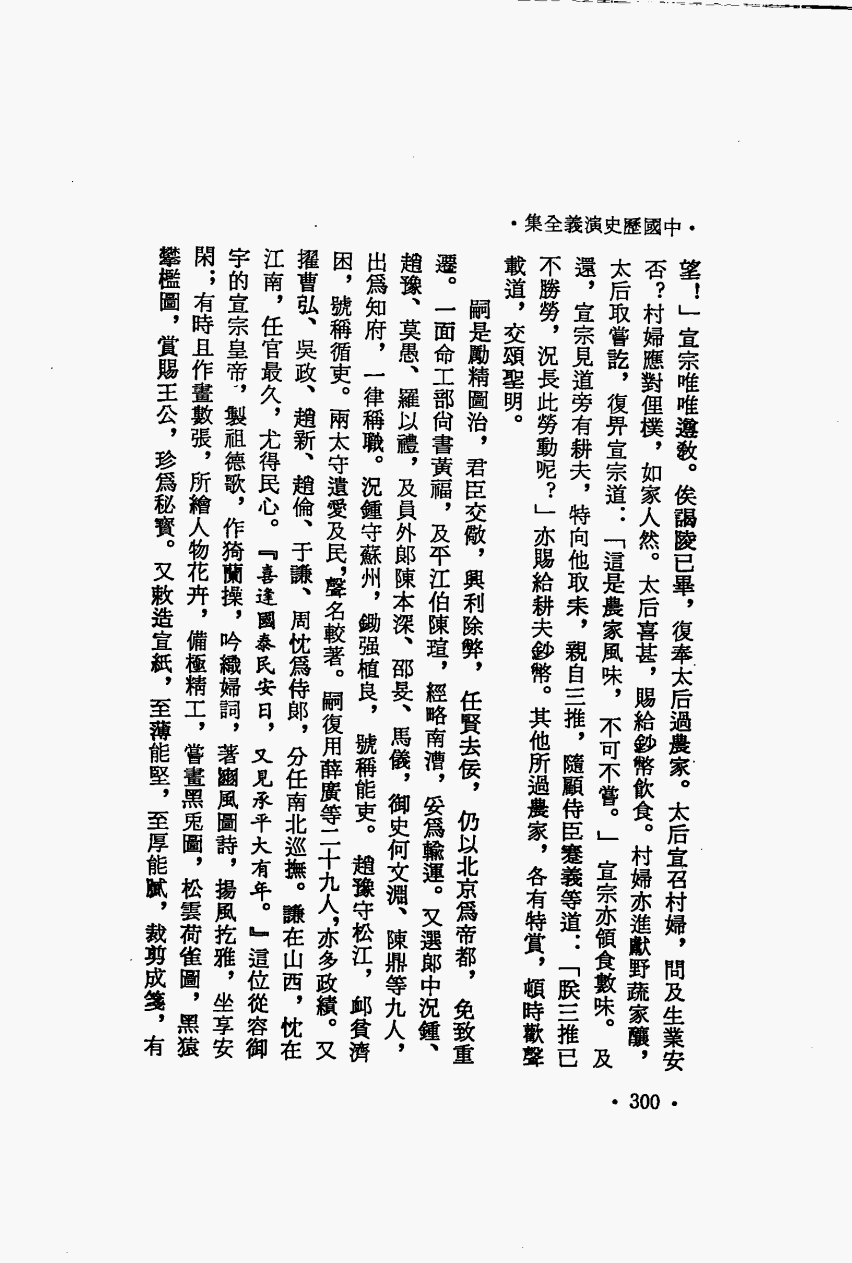 ·中國歷史演義全集·
望！」宣宗唯唯遵教。俟謁陵已畢，復奉太后過農家。太后宣召村婦，問及生業安
否？村婦應對俚樸，如家人然。太后喜甚，賜給鈔幣飲食。村婦亦進獻野蔬家釀，
太后取嘗訖，復畀宣宗道：「這是農家風味，不可不嘗。」宣宗亦領食數味。及
還，宣宗見道旁有耕夫，特向他取耒，親自三推，隨顧侍臣蹇義等道：「朕三推已
不勝勞，況長此勞動呢？」亦賜給耕夫鈔幣。其他所過農家，各有特賞，頓時歡聲
載道，交頌聖明。
嗣是勵精圖治，君臣交儆，興利除弊，任賢去佞，仍以北京爲帝都，免致重
遷。一面命工部尙書黃福，及平江伯陳瑄，經略南漕，妥爲輸運。又選郞中況鍾、
趙豫、莫愚、羅以禮，及員外郞陳本深、邵旻、馬儀，御史何文淵、陳鼎等九人，
出爲知府，一律稱職。況鍾守蘇州，鋤强植良，號稱能吏。趙豫守松江，卹貧濟
困，號稱循吏。兩太守遺愛及民，聲名較著。嗣復用薛廣等二十九人，亦多政績。又
擢曹弘、吳政、趙新、趙倫、于謙、周忱爲侍郞，分任南北巡撫。謙在山西，忱在
江南，任官最久，尤得民心。『喜逢國泰民安日，又見承平大有年。』這位從容御
宇的宣宗皇帝，製祖德歌，作猗蘭操，吟織婦詞，著豳風圖詩，揚風扢雅，坐享安
閑；有時且作畫數張，所繪人物花卉，備極精工，嘗畫黑兎圖，松雲荷雀圖，黑猿
攀檻圖，賞賜王公，珍爲秘寶。又敕造宣紙，至薄能堅，至厚能膩，裁剪成箋，有
·300·